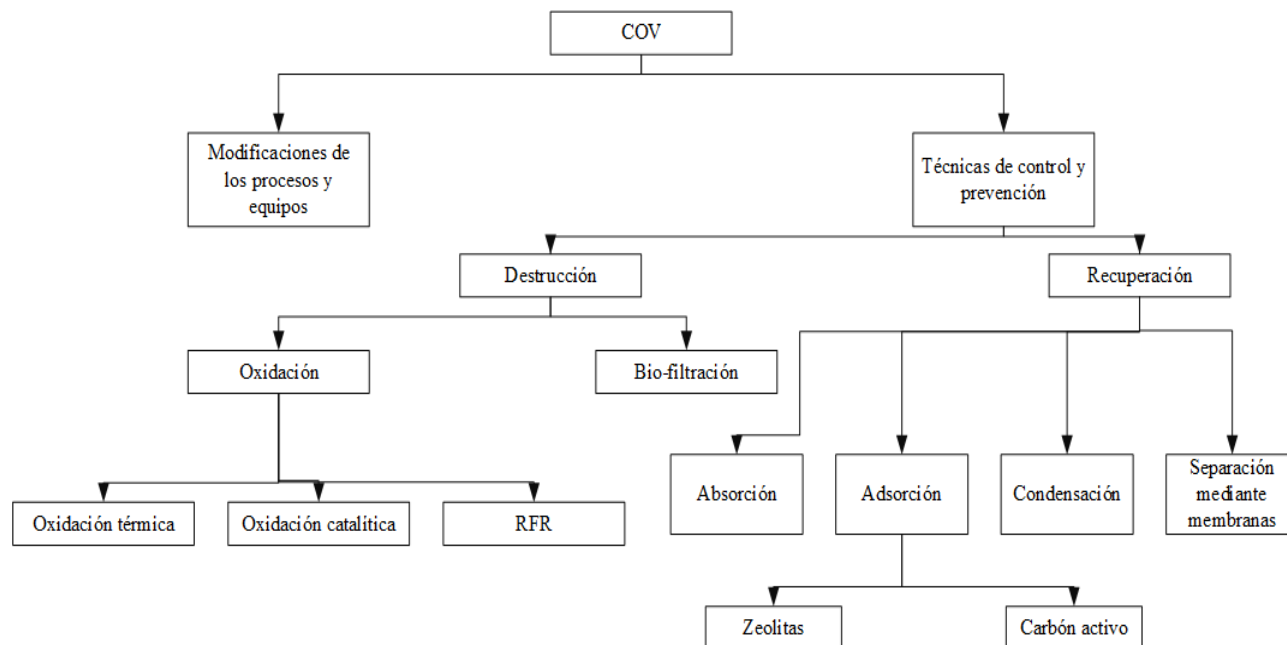 COV
Modificaciones de
los procesos y
equipos
Técnicas de control y
prevención
Destrucción
Recuperación
Oxidación
Bio-filtración
Absorción
Adsorción
Condensación
Separación
mediante
membranas
Oxidación térmica
Oxidación catalítica
RFR
Zeolitas
Carbón activo